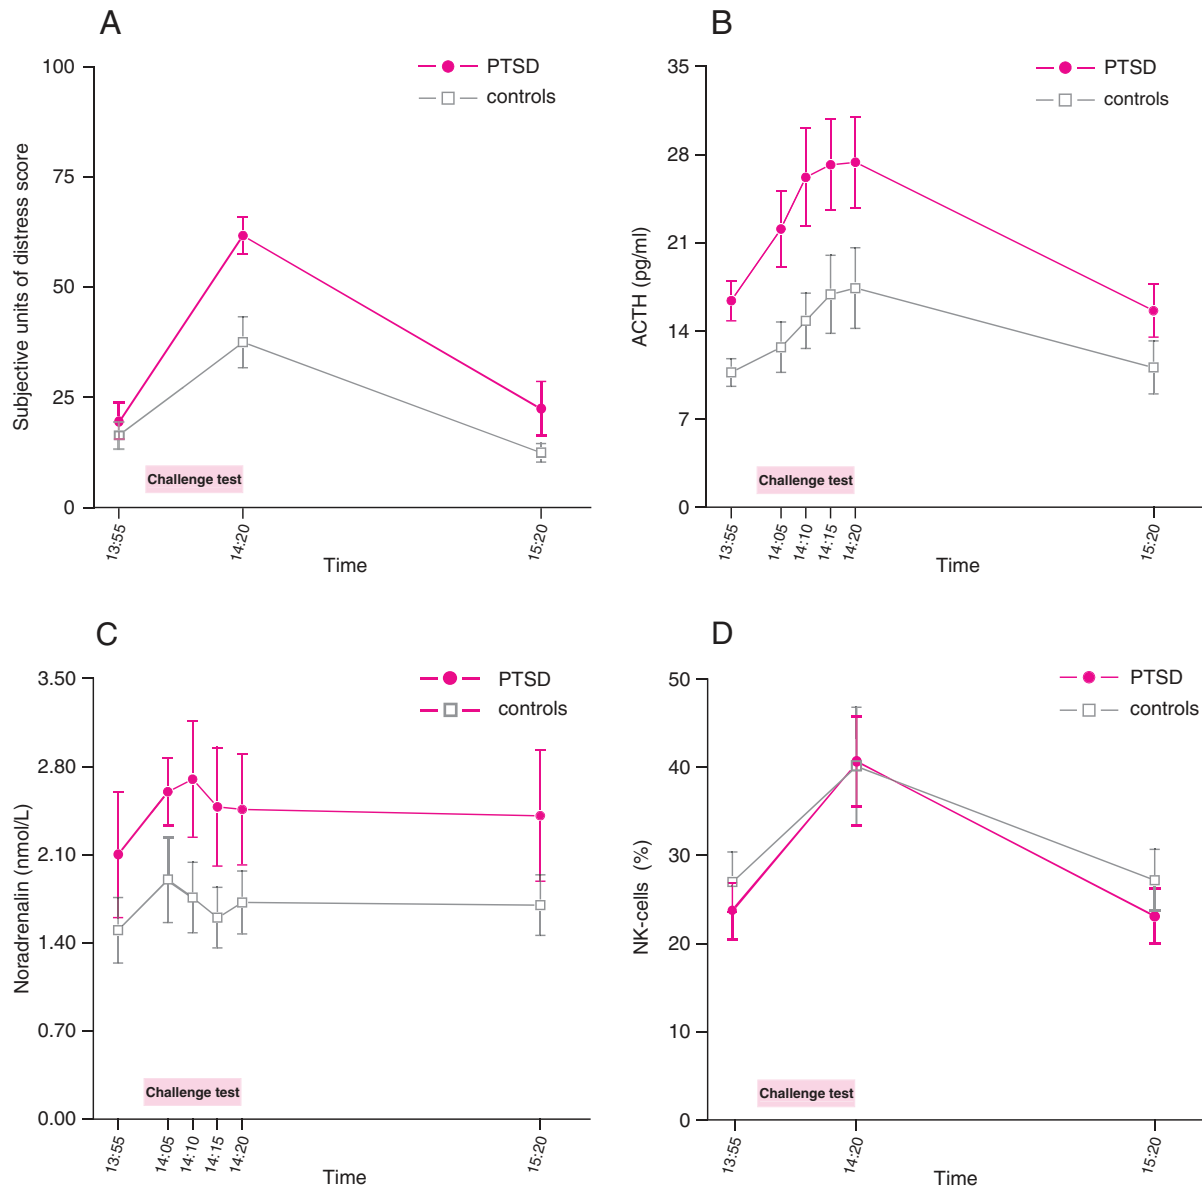 A
PTSD
controls
100
75
50
25
0
Subjective units of distress score
Challenge test
13:55
14:20
15:20
Time
B
PTSD
controls
35
28
21
14
7
0
ACTH (pg/ml)
Challenge test
13:55
14:05
14:10
14:15
14:20
15:20
Time
C
PTSD
controls
3.50
2.80
2.10
1.40
0.70
0.00
Noradrenalin (nmol/L)
Challenge test
13:55
14:05
14:10
14:15
14:20
15:20
Time
D
PTSD
controls
50
40
30
20
10
0
NK-cells (%)
Challenge test
13:55
14:20
15:20
Time